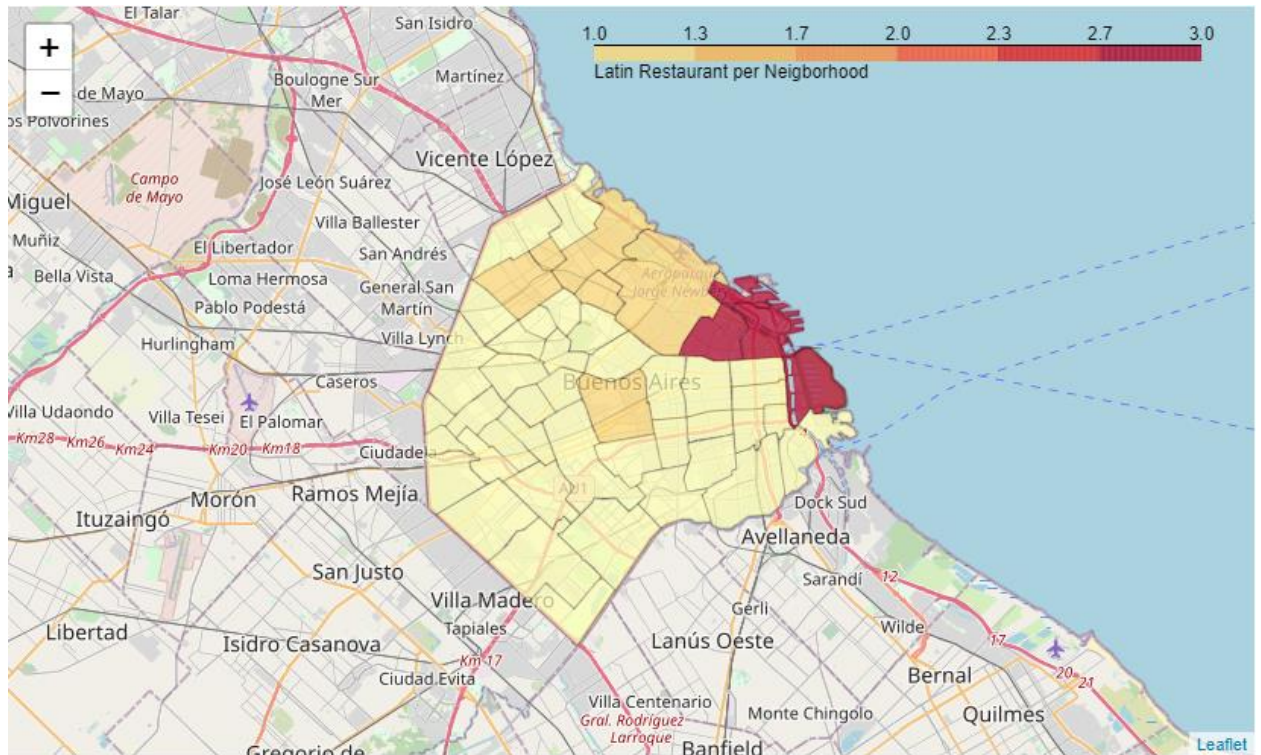 El Talar
San Isidro
+
−
1.0 1.3 1.7 2.0 2.3 2.7 3.0
Latin Restaurant per Neigborhood
Boulogne Sur
Mer
Martínez
de Mayo
os Polvorines
Vicente López
Campo
de Mayo
José León Suárez
Miguel
Villa Ballester
Muñiz
El Libertador
San Andrés
Bella Vista
Loma Hermosa
Aeroparque
Jorge Newbery
General San
Martín
Pablo Podestá
Villa Lynch
Hurlingham
Caseros
Buenos Aires
Villa Udaondo
Villa Tesei
El Palomar
Km28 Km26 Km24 Km20 Km18
Ciudadela
Morón
Ramos Mejía
AU1
Ituzaingó
Dock Sud
Avellaneda
San Justo
Sarandí
12
Villa Madero
Gerli
Libertad
Tapiales
Wilde
Isidro Casanova
Lanús Oeste
17
Km 17
Ciudad Evita
Bernal
20
21
Villa Centenario
Monte Chingolo
Quilmes
Gral. Rodríguez
Larroque
Gregorio de
Banfield
Leaflet